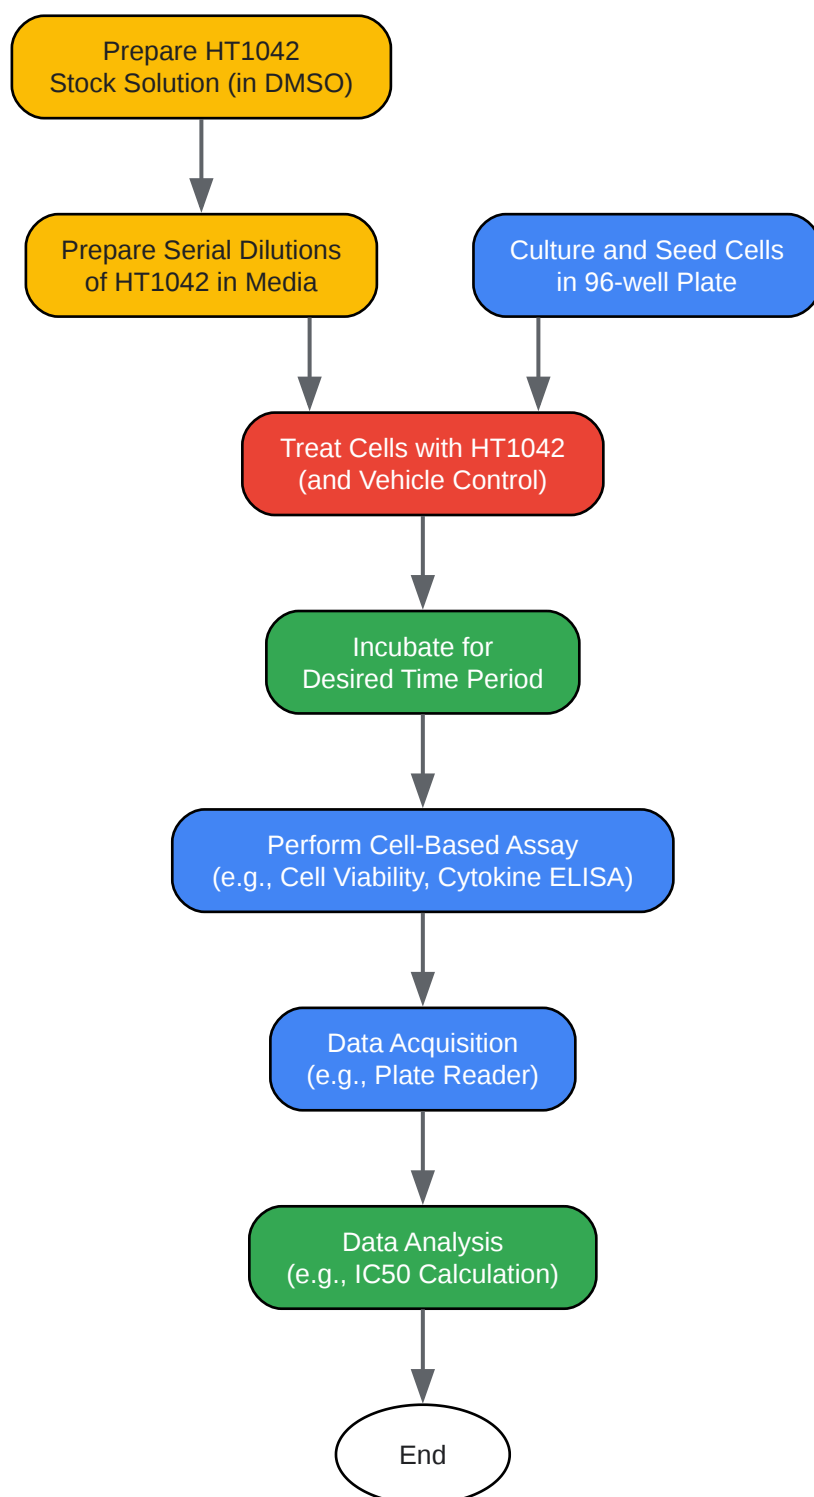 Prepare HT1042
Stock Solution (in DMSO)
Prepare Serial Dilutions
of HT1042 in Media
Culture and Seed Cells
in 96-well Plate
Treat Cells with HT1042
(and Vehicle Control)
Incubate for
Desired Time Period
Perform Cell-Based Assay
(e.g., Cell Viability, Cytokine ELISA)
Data Acquisition
(e.g., Plate Reader)
Data Analysis
(e.g., IC50 Calculation)
End